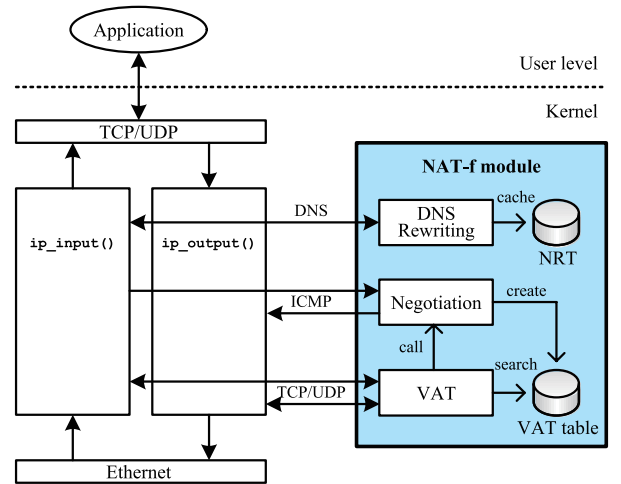 Application
User level
Kernel
TCP/UDP
NAT-f module
ip_input()
ip_output()
DNS
DNS
Rewriting
cache
NRT
ICMP
Negotiation
create
call
TCP/UDP
VAT
search
VAT table
Ethernet